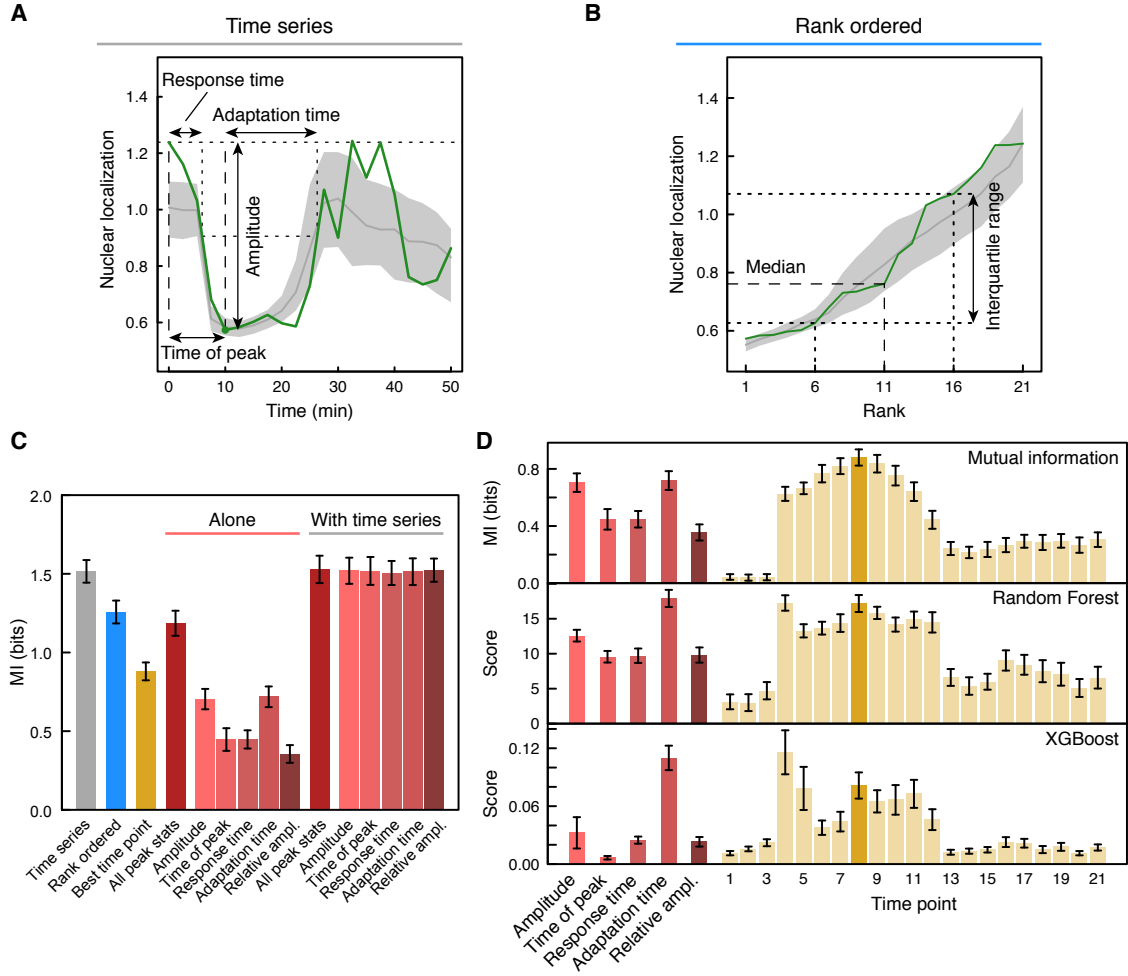 A
Time series
Response time
Adaptation time
Amplitude
Time of peak
Nuclear localization
1.4
1.2
1.0
0.8
0.6
0 10 20 30 40 50
Time (min)
B
Rank ordered
Median
Interquartile range
Nuclear localization
1.4
1.2
1.0
0.8
0.6
1 6 11 16 21
Rank
C
Alone
With time series
MI (bits)
2.0
1.5
1.0
0.5
0.0
Time series
Rank ordered
Best time point
All peak stats
Amplitude
Time of peak
Response time
Adaptation time
Relative ampl.
All peak stats
Amplitude
Time of peak
Response time
Adaptation time
Relative ampl.
D
Mutual information
MI (bits)
0.8
0.4
0.0
Random Forest
Score
15
10
5
0
XGBoost
Score
0.12
0.06
0.00
Amplitude
Time of peak
Response time
Adaptation time
Relative ampl.
1 3 5 7 9 11 13 15 17 19 21
Time point